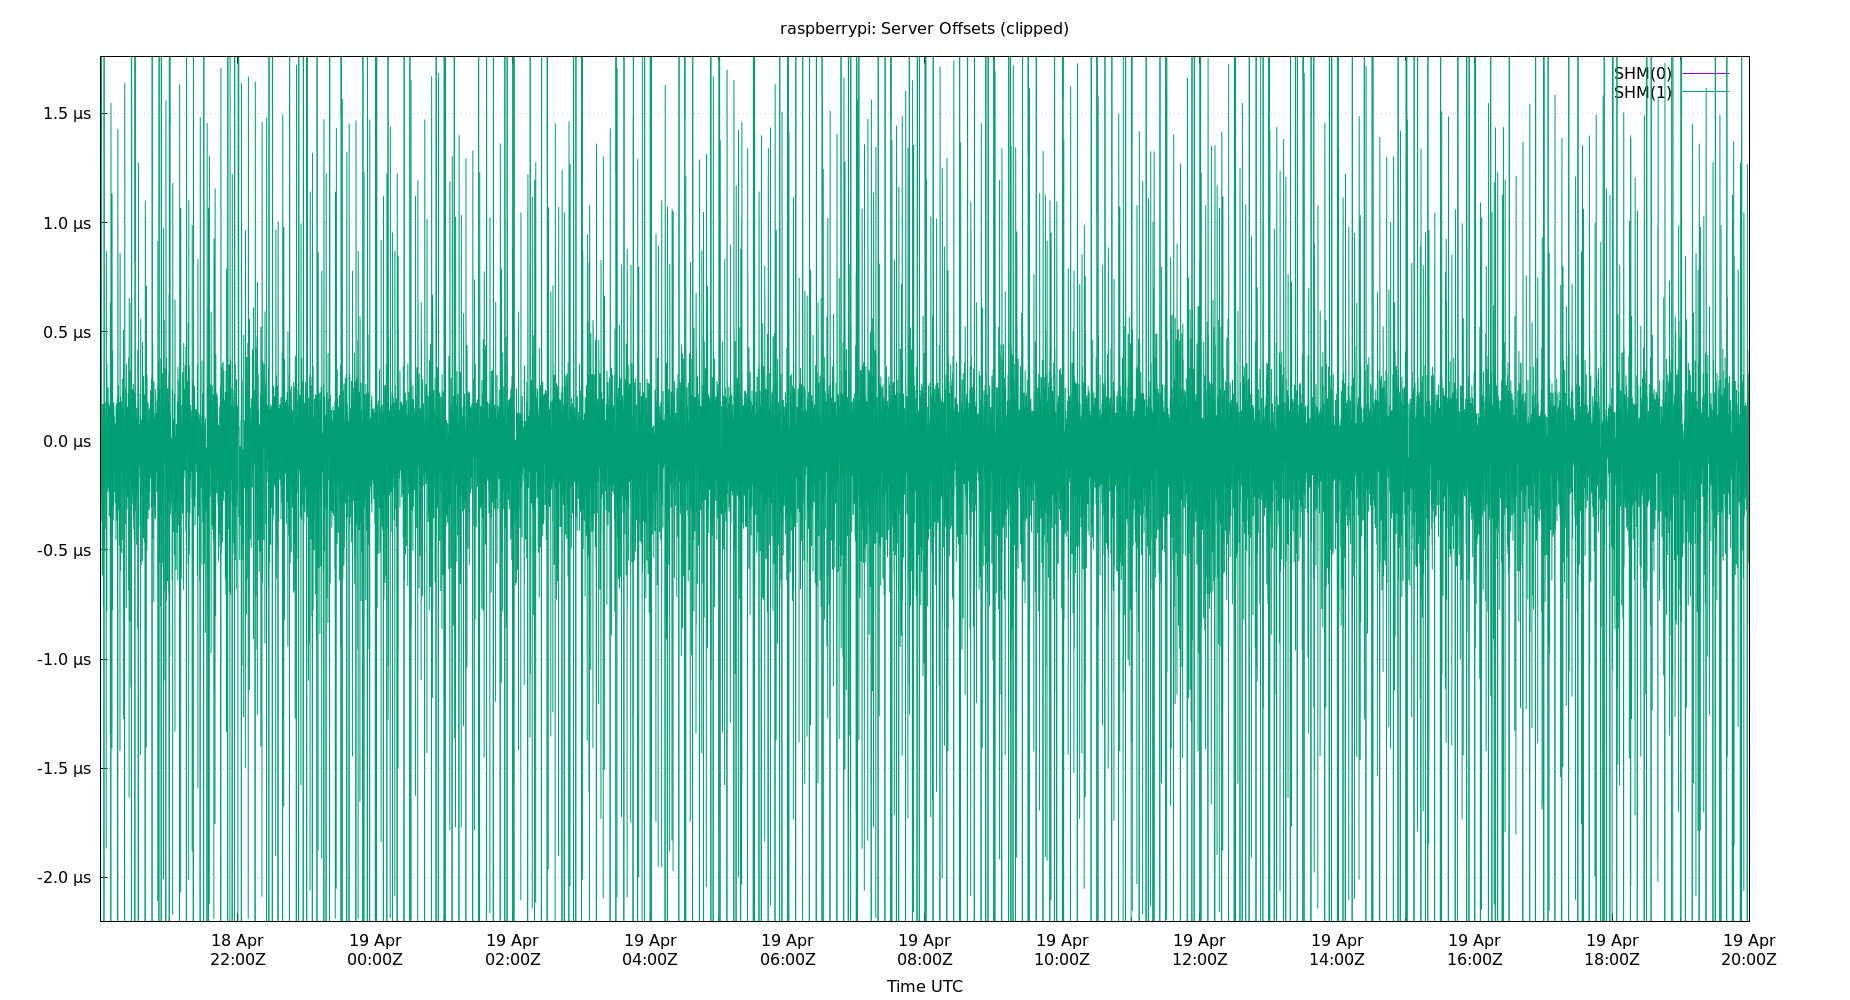 raspberrypi: Server Offsets (clipped)
SHM(0)
SHM(1)
1.5 µs
1.0 µs
0.5 µs
0.0 µs
-0.5 µs
-1.0 µs
-1.5 µs
-2.0 µs
18 Apr 19 Apr 19 Apr 19 Apr 19 Apr 19 Apr 19 Apr 19 Apr 19 Apr 19 Apr 19 Apr 19 Apr
22:00Z 00:00Z 02:00Z 04:00Z 06:00Z 08:00Z 10:00Z 12:00Z 14:00Z 16:00Z 18:00Z 20:00Z
Time UTC